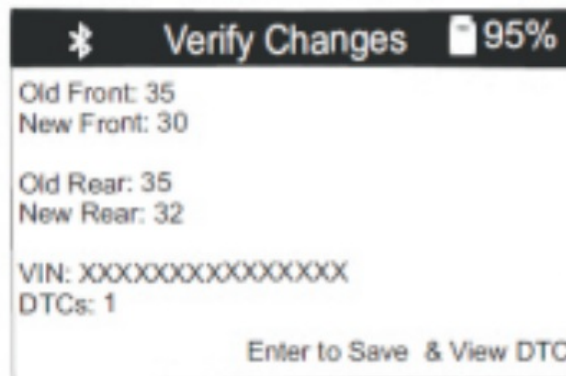 Verify Changes 95%
Old Front: 35
New Front: 30
Old Rear: 35
New Rear: 32
VIN: XXXXXXXXXXXXXXXX
DTCs: 1
Enter to Save & View DTC